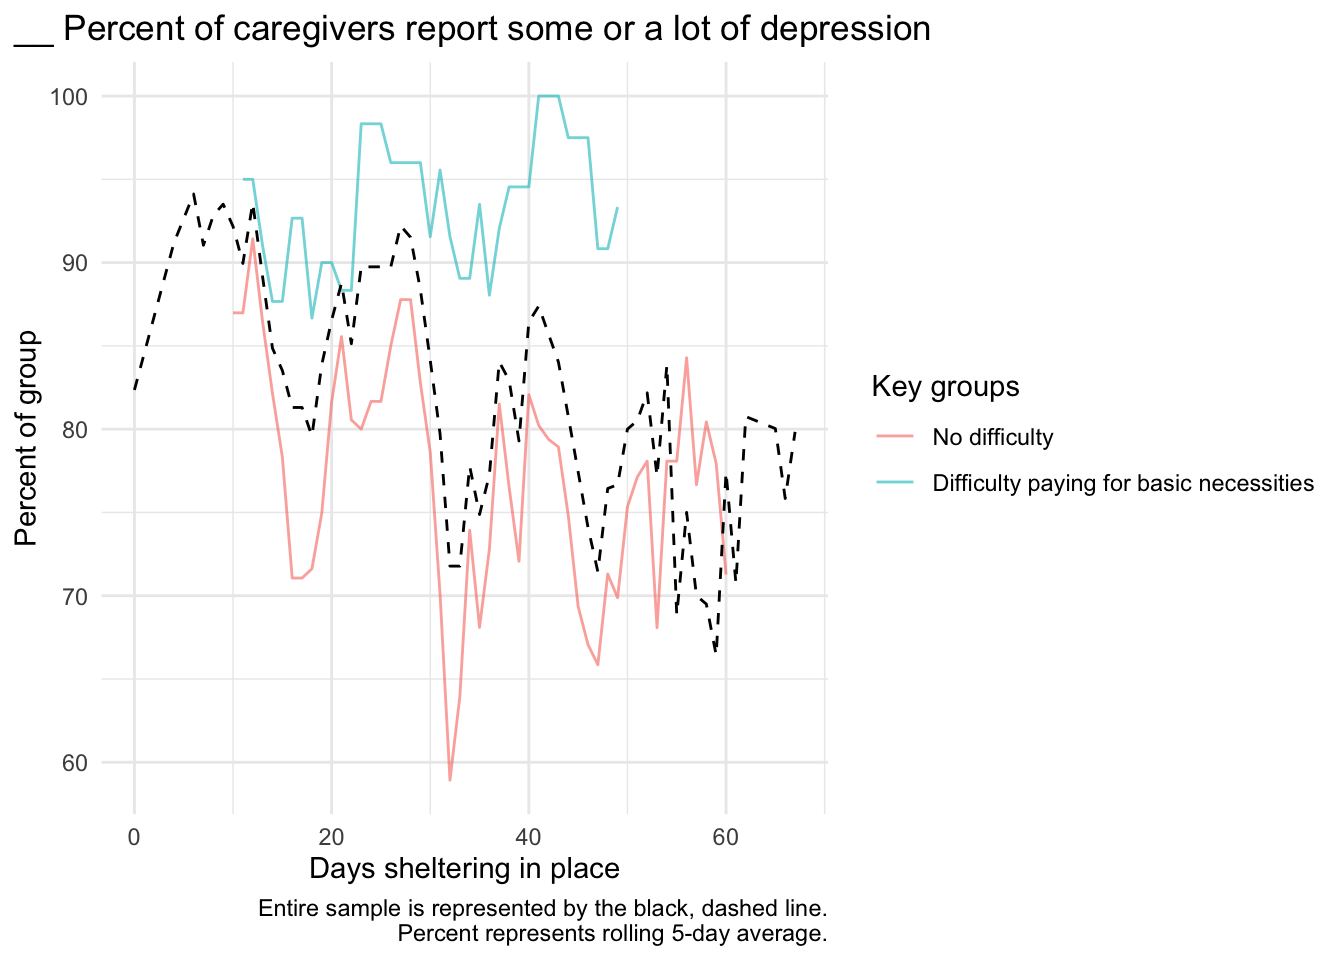 __ Percent of caregivers report some or a lot of depression
Percent of group
100
90
80
70
60
0 20 40 60
Days sheltering in place
Key groups
No difficulty
Difficulty paying for basic necessities
Entire sample is represented by the black, dashed line.
Percent represents rolling 5-day average.